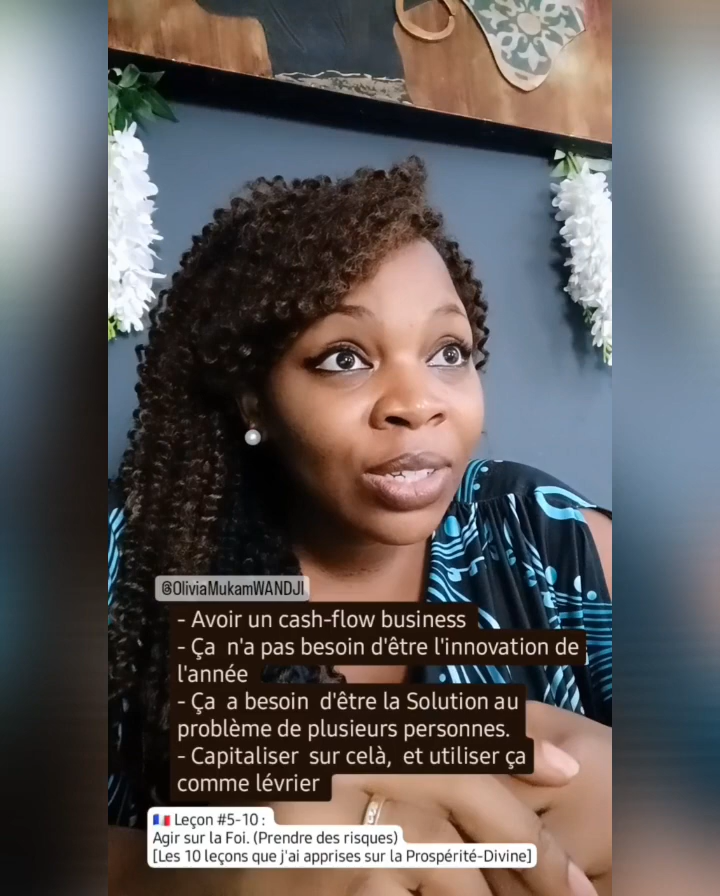 @OliviaMukamWANDJI
- Avoir un cash-flow business
- Ça n'a pas besoin d'être l'innovation de
l'année
- Ça a besoin d'être la Solution au
problème de plusieurs personnes.
- Capitaliser sur celà, et utiliser ça
comme lévrier
🇫🇷 Leçon #5-10 :
Agir sur la Foi. (Prendre des risques)
[Les 10 leçons que j'ai apprises sur la Prospérité-Divine]